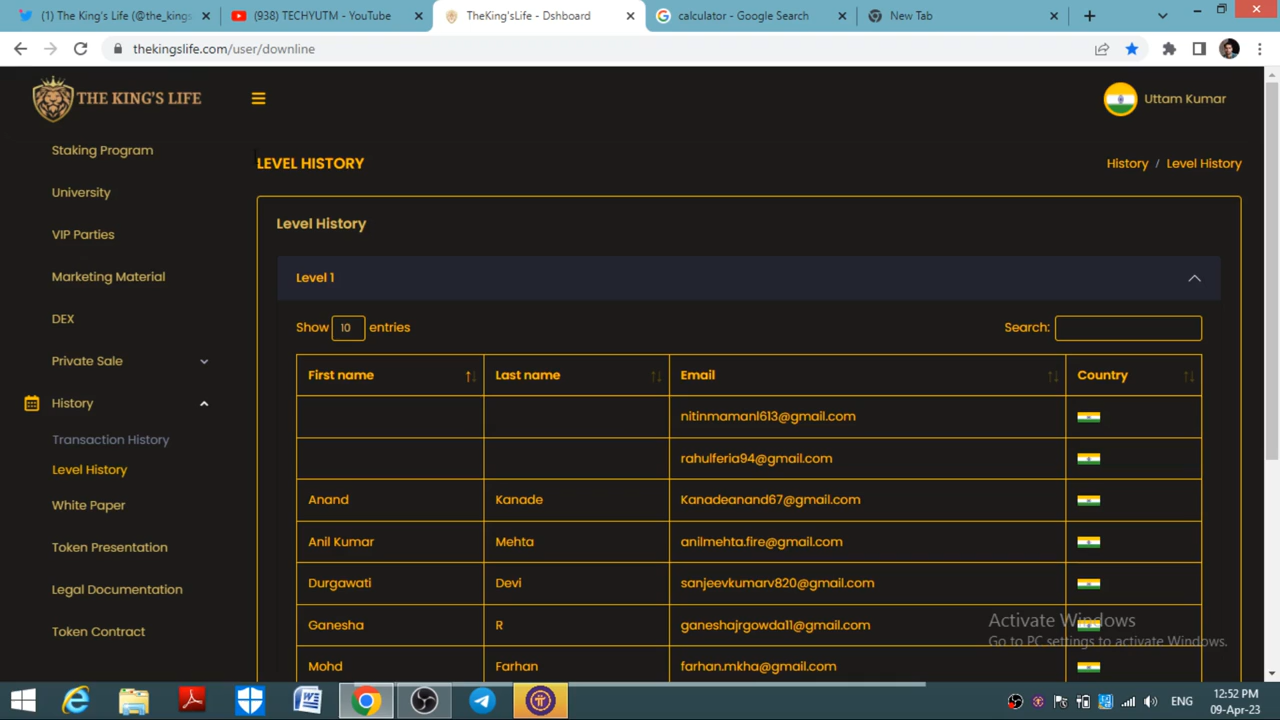 (1) The King's Life (@the_kings
(938) TECHYUTM - YouTube
TheKing'sLife - Dshboard
calculator - Google Search
New Tab
thekingslife.com/user/downline
THE KING'S LIFE
Uttam Kumar
Staking Program
University
VIP Parties
Marketing Material
DEX
Private Sale
History
Transaction History
Level History
White Paper
Token Presentation
Legal Documentation
Token Contract
LEVEL HISTORY
History / Level History
Level History
Level 1
Show 10 entries
Search:
First name Last name Email Country
nitinmamanl613@gmail.com
rahulferia94@gmail.com
Anand Kanade Kanadeanand67@gmail.com
Anil Kumar Mehta anilmehta.fire@gmail.com
Durgawati Devi sanjeevkumarv820@gmail.com
Ganesha R ganeshajrgowda11@gmail.com
Mohd Farhan farhan.mkha@gmail.com
Activate Windows
Go to PC settings to activate Windows.
ENG
12:52 PM
09-Apr-23